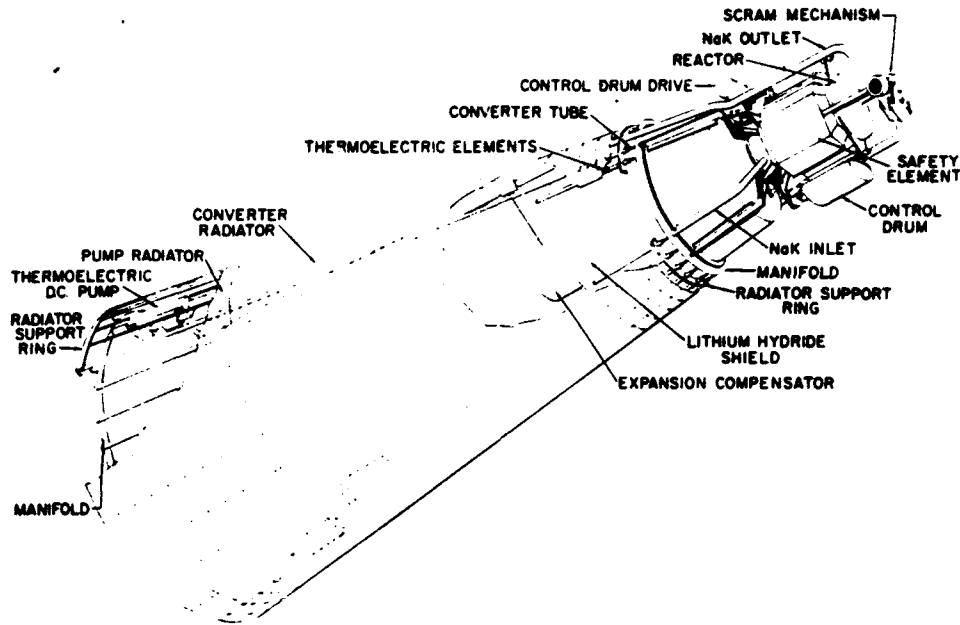 SCRAM MECHANISM
NaK OUTLET
REACTOR
CONTROL DRUM DRIVE
CONVERTER TUBE
THERMOELECTRIC ELEMENTS
SAFETY
ELEMENT
CONTROL
DRUM
CONVERTER
RADIATOR
NaK INLET
PUMP RADIATOR
MANIFOLD
THERMOELECTRIC
D.C. PUMP
RADIATOR SUPPORT
RING
RADIATOR
SUPPORT
RING
LITHIUM HYDRIDE
SHIELD
EXPANSION COMPENSATOR
MANIFOLD